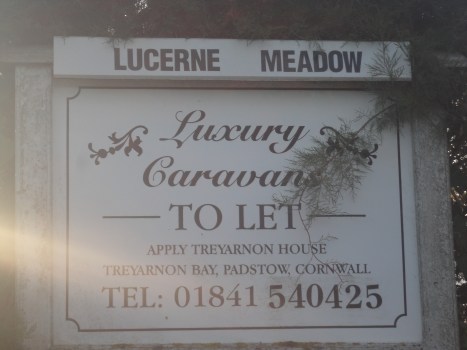 LUCERNE MEADOW
Luxury
Caravans
TO LET
APPLY TREYARNON HOUSE
TREYARNON BAY, PADSTOW, CORNWALL
TEL: 01841 540425